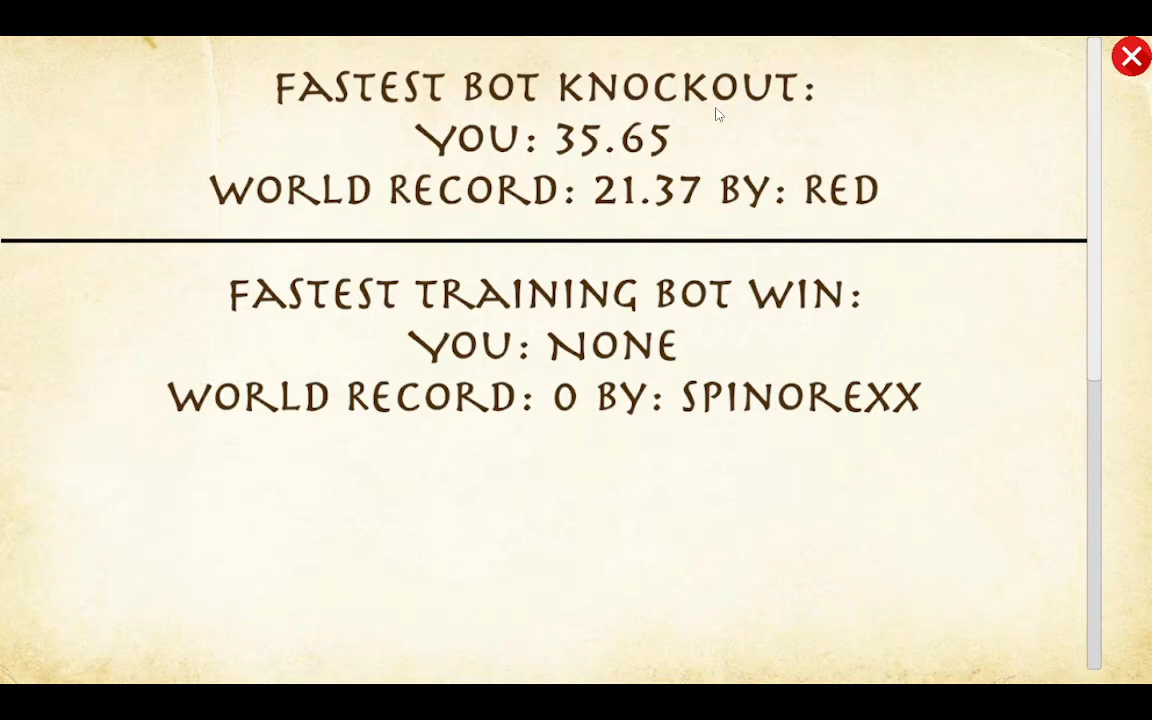 FASTEST BOT KNOCKOUT:
YOU: 35.65
WORLD RECORD: 21.37 BY: RED
FASTEST TRAINING BOT WIN:
YOU: NONE
WORLD RECORD: 0 BY: SPINOREXX